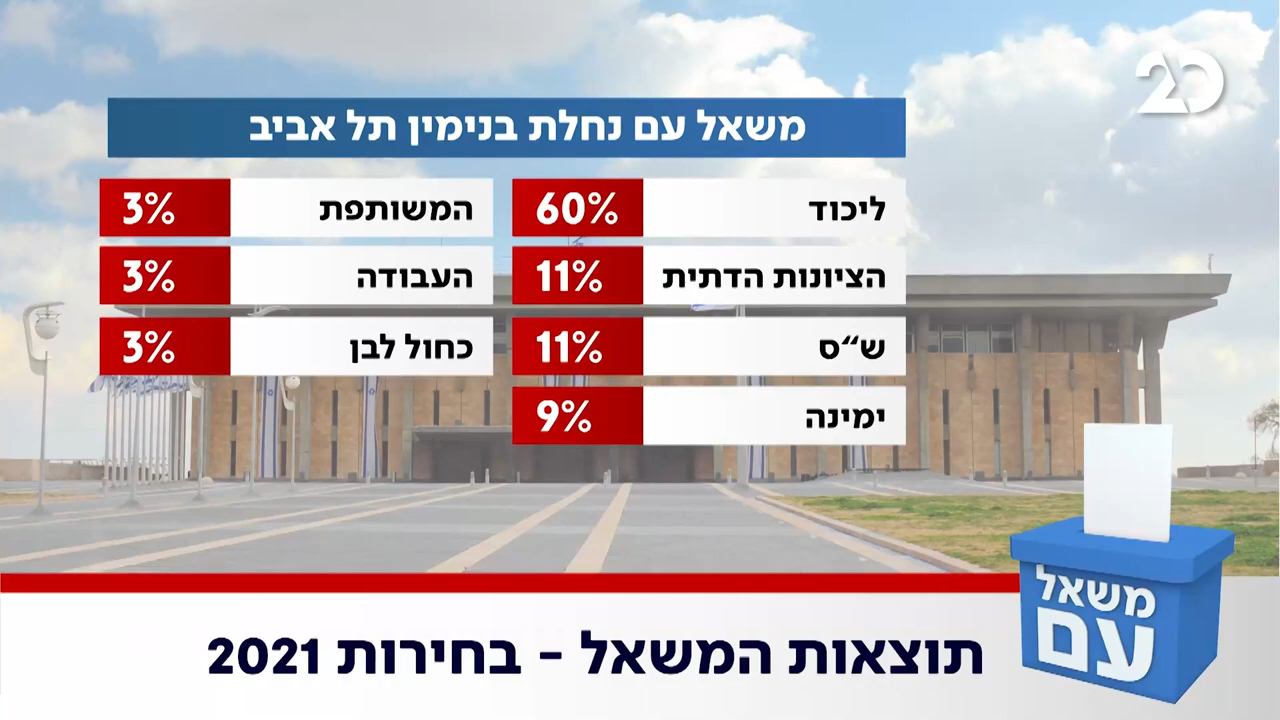 20
משאל עם נחלת בנימין תל אביב
ליכוד 60%
הציונות הדתית 11%
ש״ס 11%
ימינה 9%
המשותפת 3%
העבודה 3%
כחול לבן 3%
משאל
עם
תוצאות המשאל - בחירות 2021